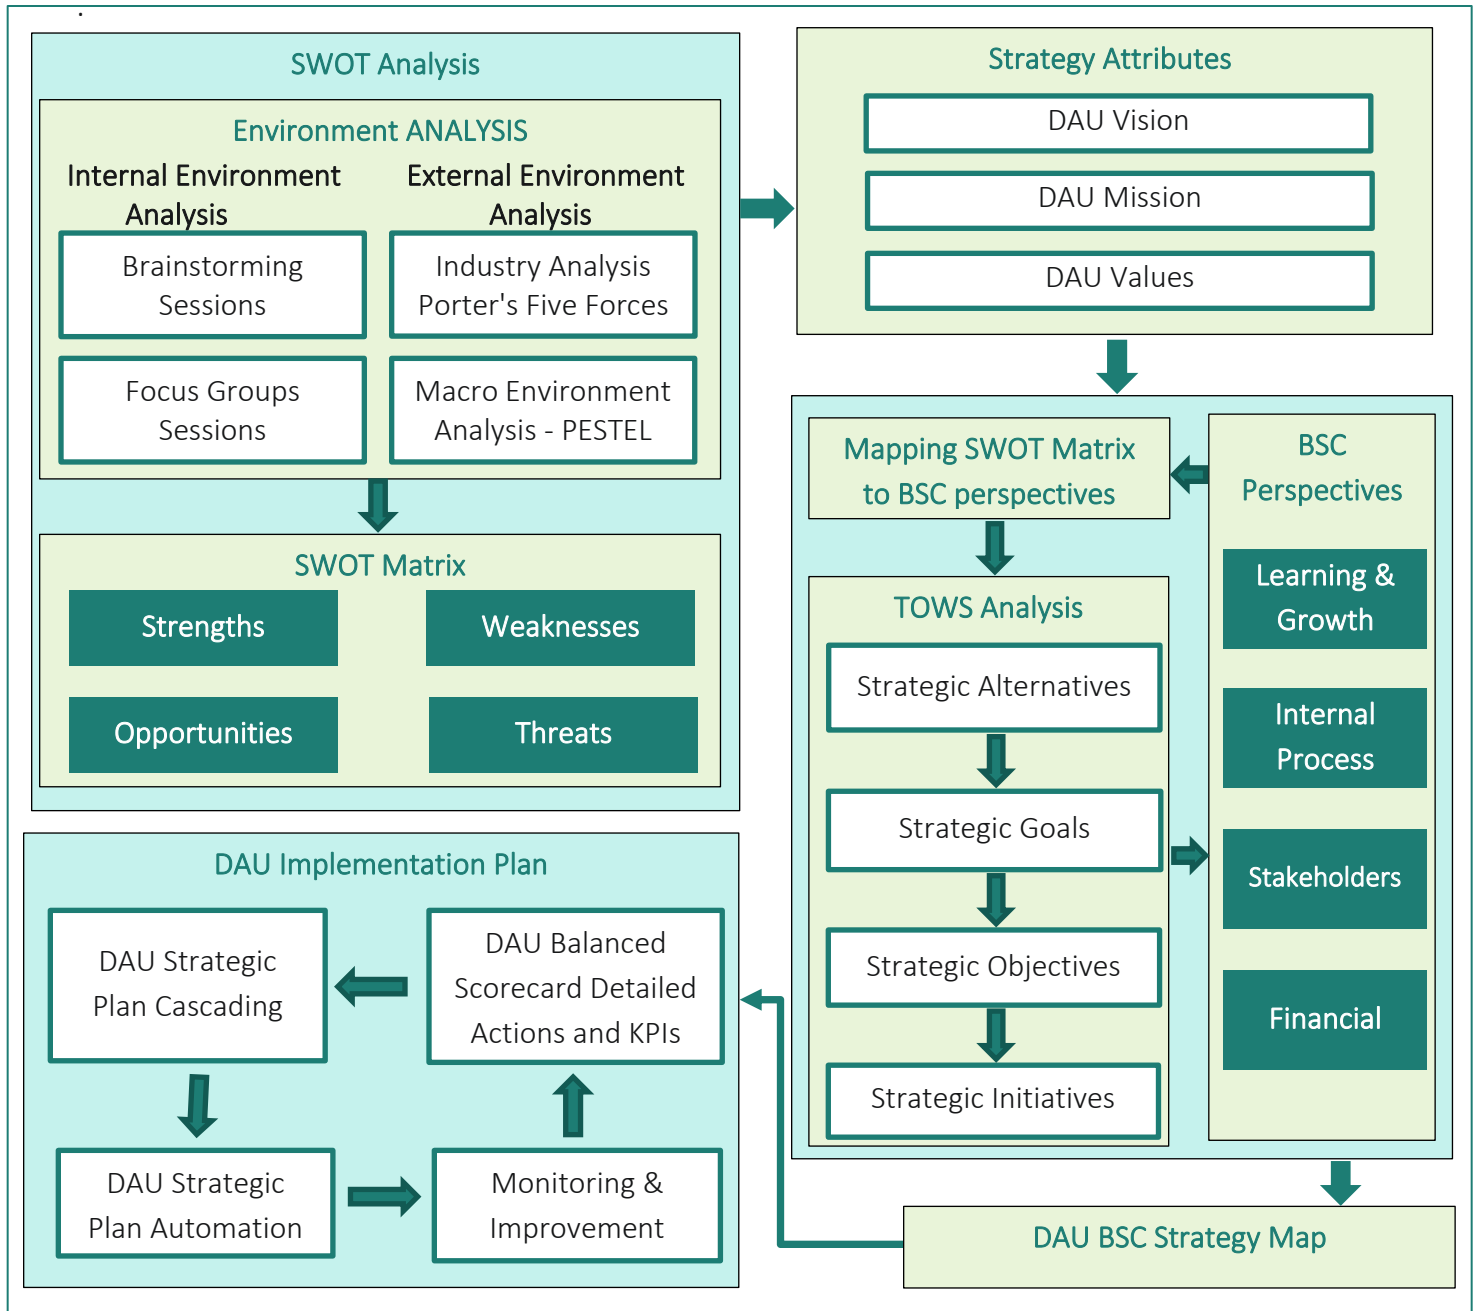 .
SWOT Analysis
Environment ANALYSIS
Internal Environment
Analysis
External Environment
Analysis
Brainstorming
Sessions
Industry Analysis
Porter's Five Forces
Focus Groups
Sessions
Macro Environment
Analysis - PESTEL
SWOT Matrix
Strengths
Weaknesses
Opportunities
Threats
Strategy Attributes
DAU Vision
DAU Mission
DAU Values
Mapping SWOT Matrix
to BSC perspectives
BSC
Perspectives
Learning &
Growth
Internal
Process
Stakeholders
Financial
TOWS Analysis
Strategic Alternatives
Strategic Goals
Strategic Objectives
Strategic Initiatives
DAU BSC Strategy Map
DAU Implementation Plan
DAU Balanced
Scorecard Detailed
Actions and KPIs
DAU Strategic
Plan Cascading
DAU Strategic
Plan Automation
Monitoring &
Improvement